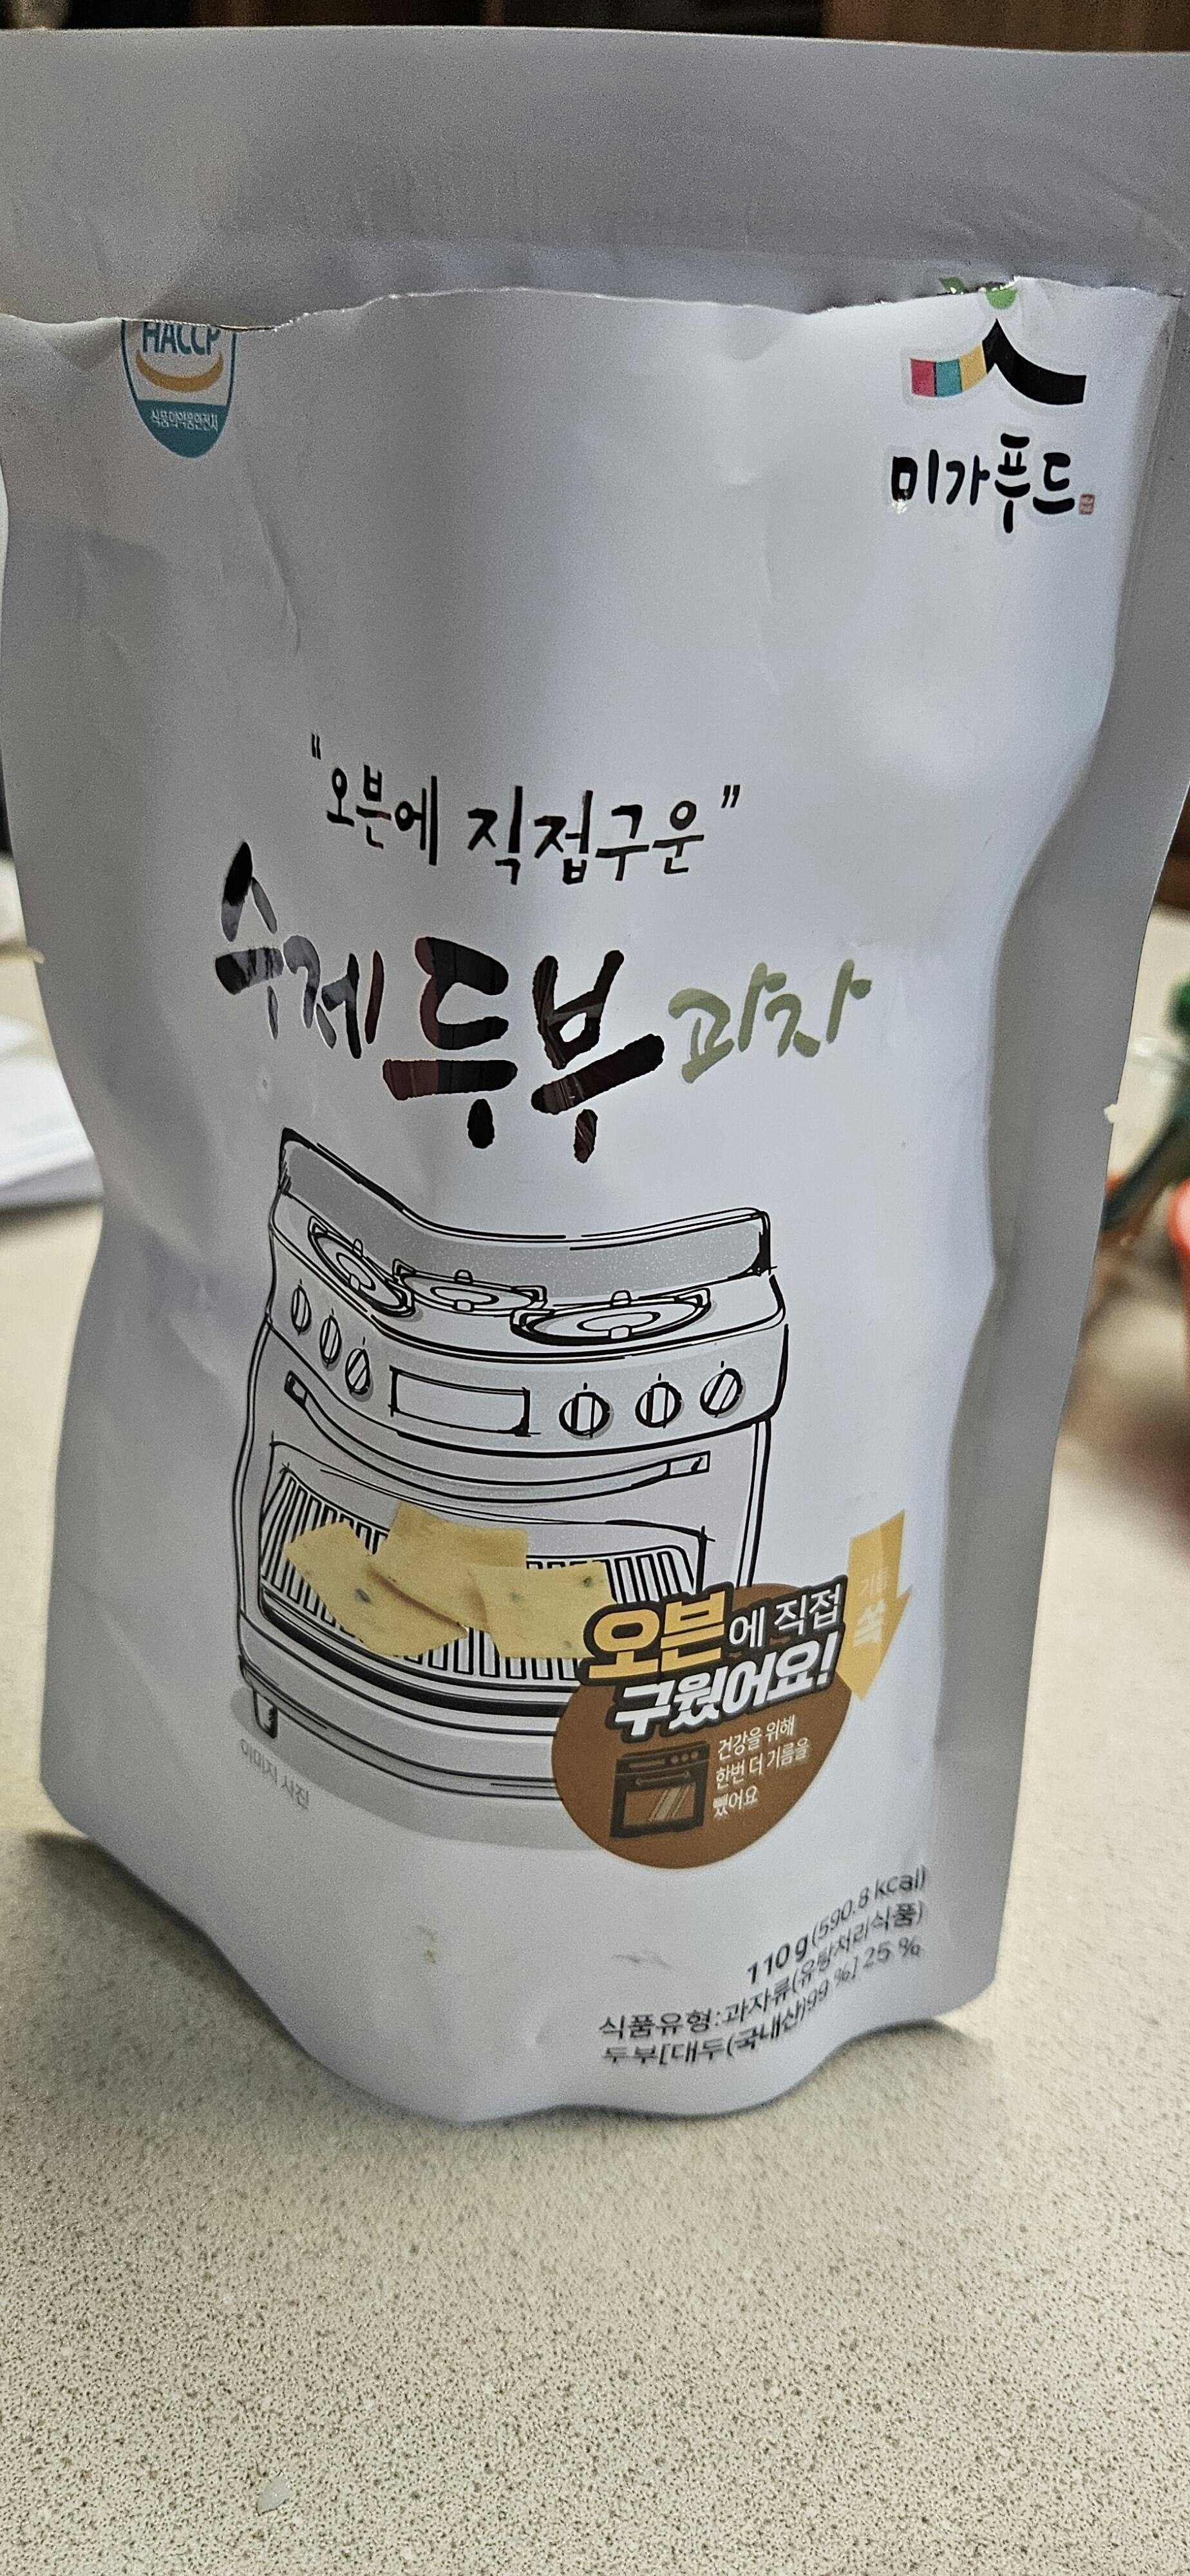 HACCP
식품의약품안전처
미가푸드
"오븐에 직접구운"
수제두부과자
기름
쏙
오븐에 직접
구웠어요!
건강을 위해
한번 더 기름을
뺐어요
이미지 사진
110 g (590.8 kcal)
식품유형:과자류(유탕처리식품)
두부[대두(국내산)99 %] 25 %